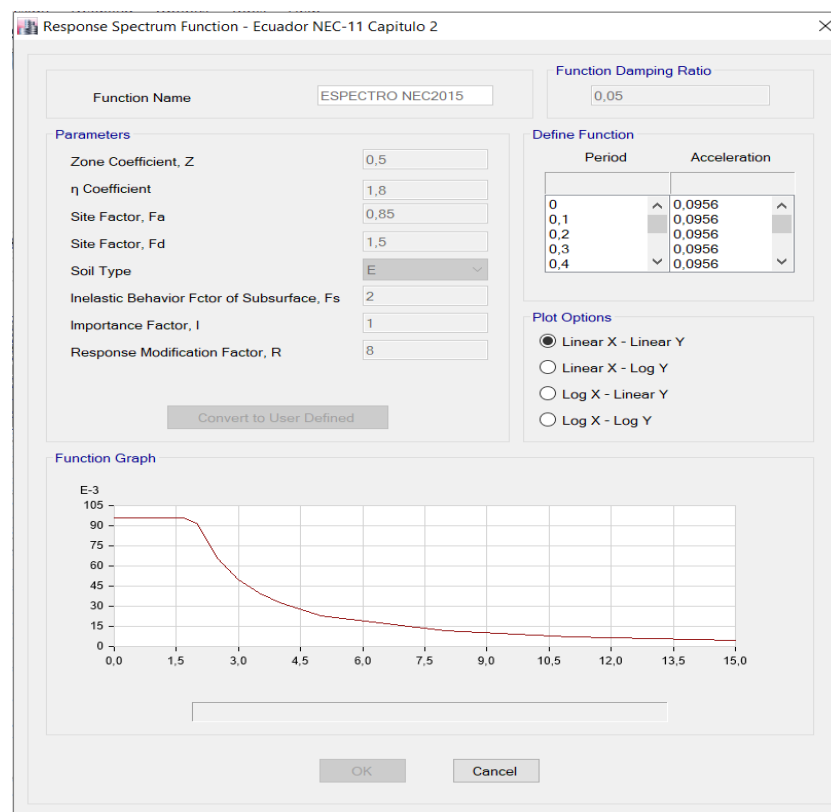 Response Spectrum Function - Ecuador NEC-11 Capitulo 2
Function Name
ESPECTRO NEC2015
Function Damping Ratio
0,05
Parameters
Zone Coefficient, Z
0,5
η Coefficient
1,8
Site Factor, Fa
0,85
Site Factor, Fd
1,5
Soil Type
E
Inelastic Behavior Fctor of Subsurface, Fs
2
Importance Factor, I
1
Response Modification Factor, R
8
Convert to User Defined
Define Function
Period Acceleration
0 0,0956
0,1 0,0956
0,2 0,0956
0,3 0,0956
0,4 0,0956
Plot Options
Linear X - Linear Y
Linear X - Log Y
Log X - Linear Y
Log X - Log Y
Function Graph
E-3
105
90
75
60
45
30
15
0
0,0 1,5 3,0 4,5 6,0 7,5 9,0 10,5 12,0 13,5 15,0
OK
Cancel